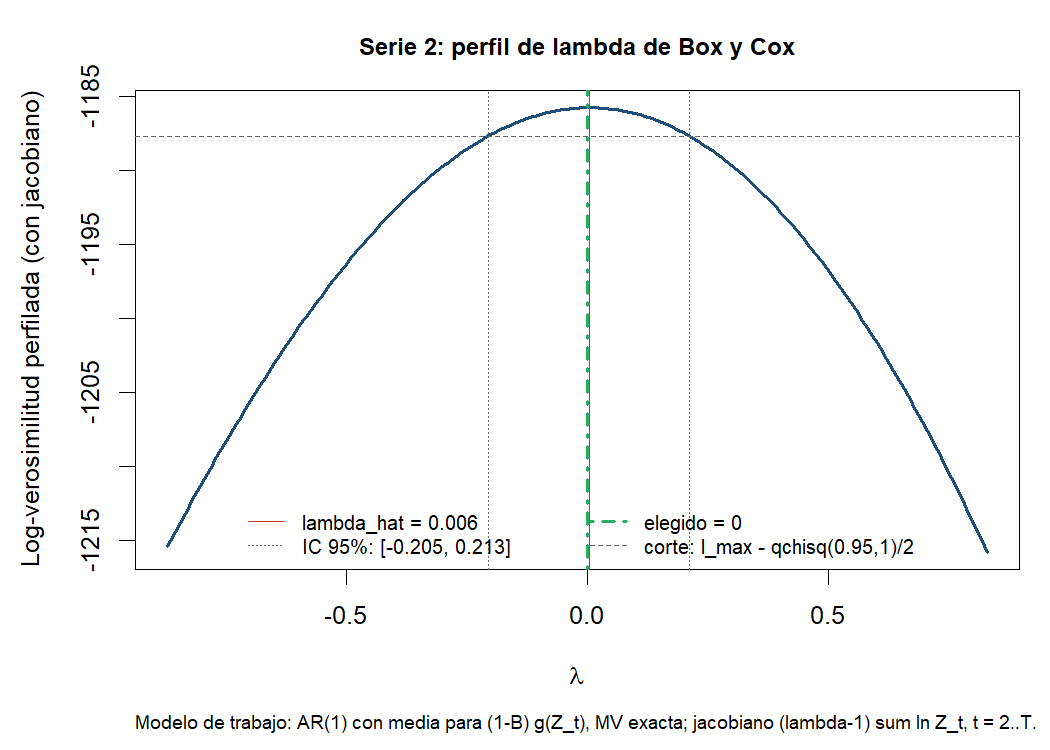 Serie 2: perfil de lambda de Box y Cox
Log-verosimilitud perfilada (con jacobiano)
-1185
-1195
-1205
-1215
lambda_hat = 0.006
IC 95%: [-0.205, 0.213]
elegido = 0
corte: l_max - qchisq(0.95,1)/2
-0.5
0.0
0.5
λ
Modelo de trabajo: AR(1) con media para (1-B) g(Z_t), MV exacta; jacobiano (lambda-1) sum ln Z_t, t = 2..T.